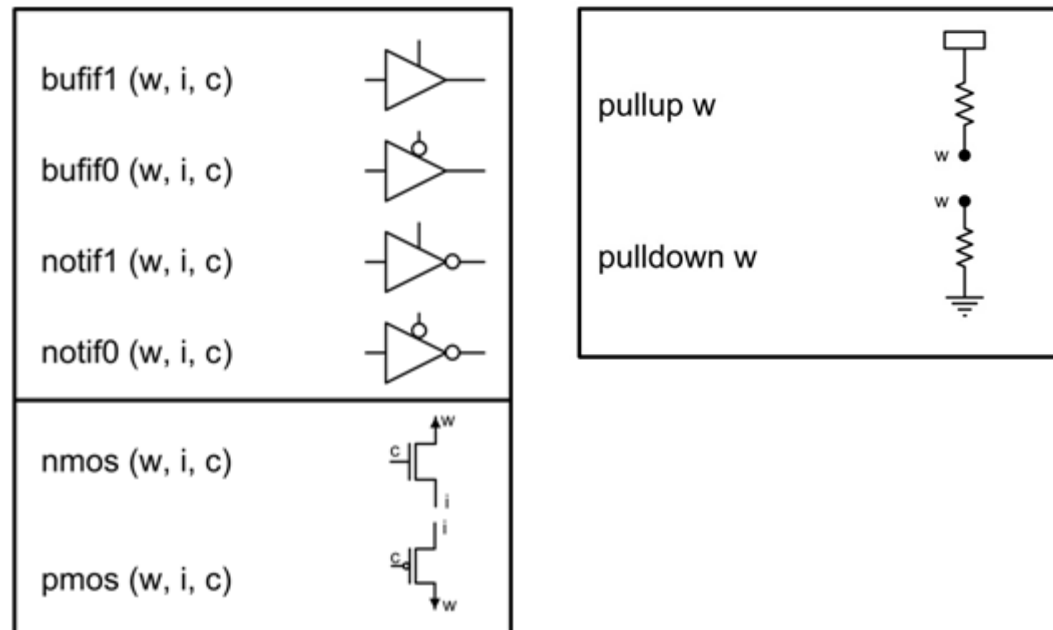 bufif1 (w, i, c)
bufif0 (w, i, c)
notif1 (w, i, c)
notif0 (w, i, c)
nmos (w, i, c)
w
c
i
pmos (w, i, c)
i
c
w
pullup w
w
w
pulldown w